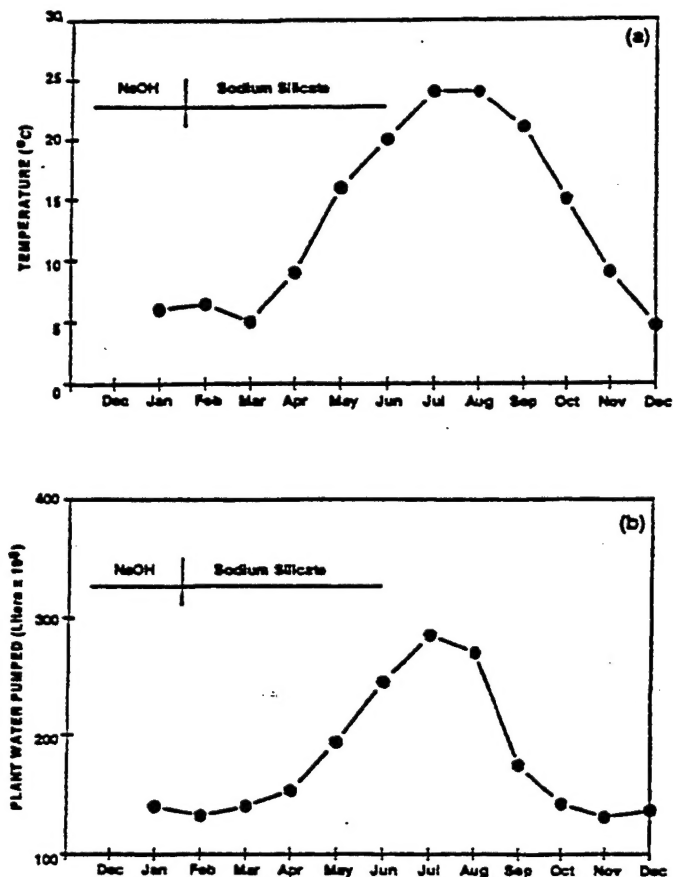 30
(a)
25
NaOH Sodium Silicate
20
15
10
5
0
TEMPERATURE (°C)
Dec Jan Feb Mar Apr May Jun Jul Aug Sep Oct Nov Dec
400
(b)
NaOH Sodium Silicate
300
200
100
PLANT WATER PUMPED (Liters x 10⁶)
Dec Jan Feb Mar Apr May Jun Jul Aug Sep Oct Nov Dec